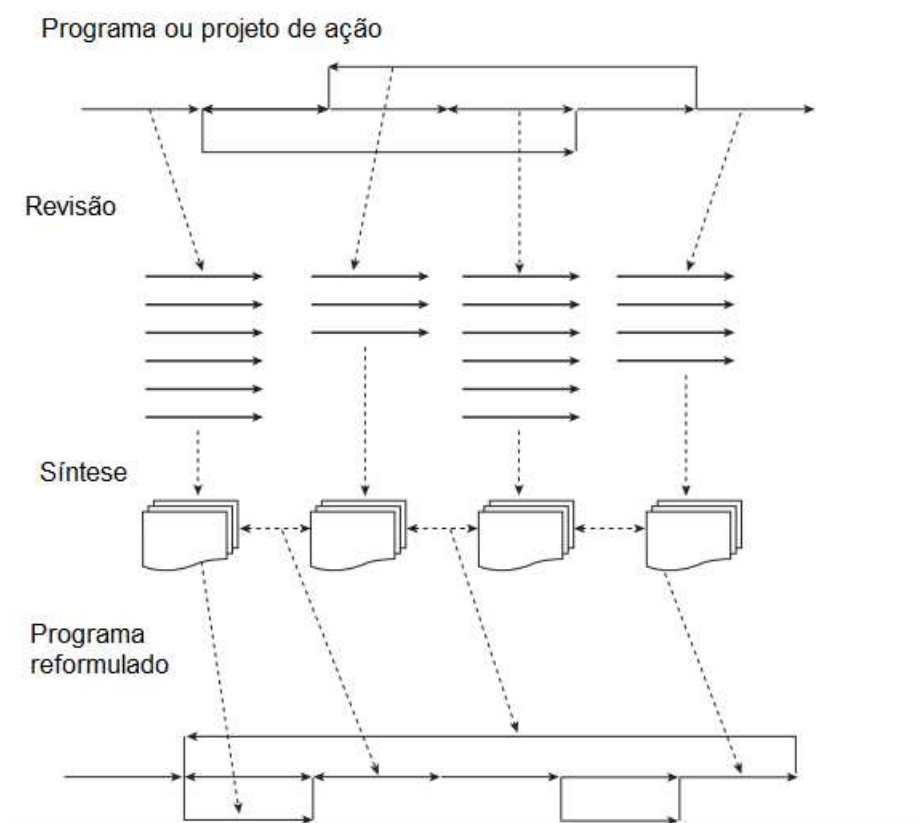 Programa ou projeto de ação
Revisão
Síntese
Programa
reformulado